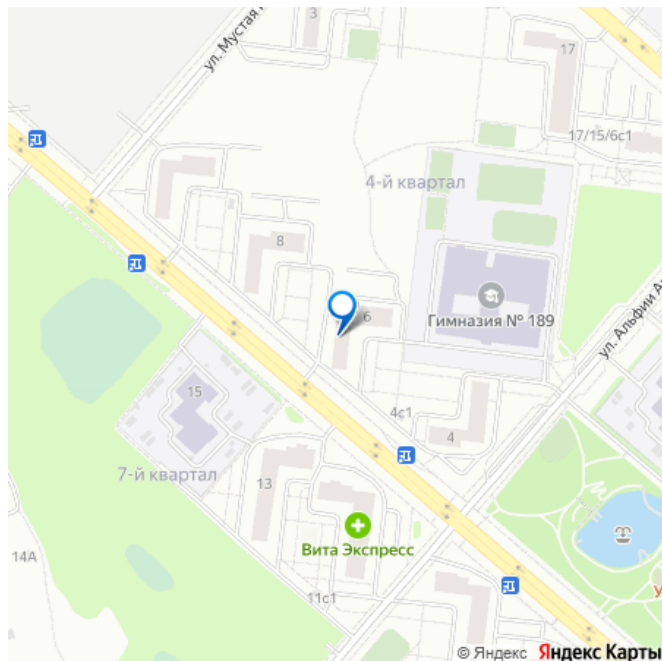 3
ул. Мустая
17
17/15/6с1
4-й квартал
8
6
Гимназия № 189
ул. Альфии
15
4с1
4
7-й квартал
13
Вита Экспресс
14А
11с1
У
© Яндекс Яндекс Карты